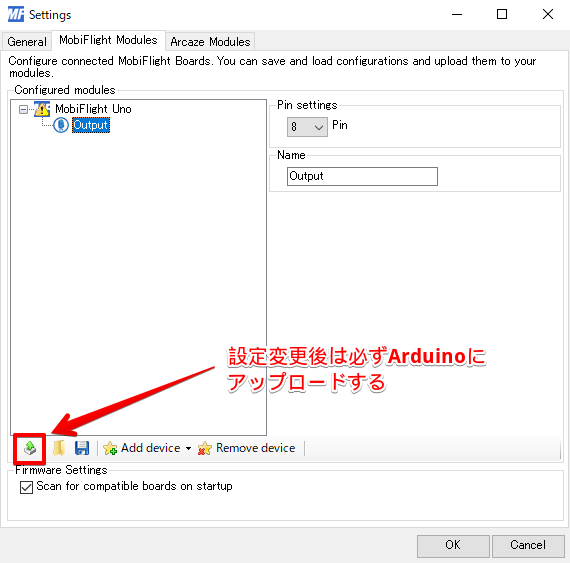 MF Settings
General MobiFlight Modules Arcaze Modules
Configure connected MobiFlight Boards. You can save and load configurations and upload them to your
modules.
Configured modules
MobiFlight Uno
Output
Pin settings
8 Pin
Name
Output
設定変更後は必ずArduinoに
アップロードする
Add device Remove device
Firmware Settings
Scan for compatible boards on startup
OK Cancel